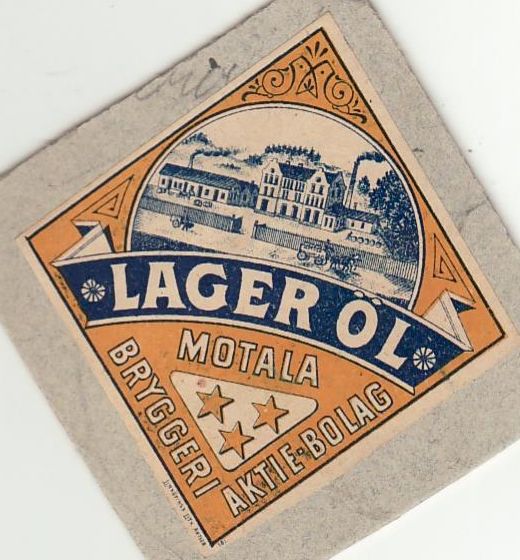 LAGER ÖL
MOTALA
BRYGGERI
AKTIE-BOLAG